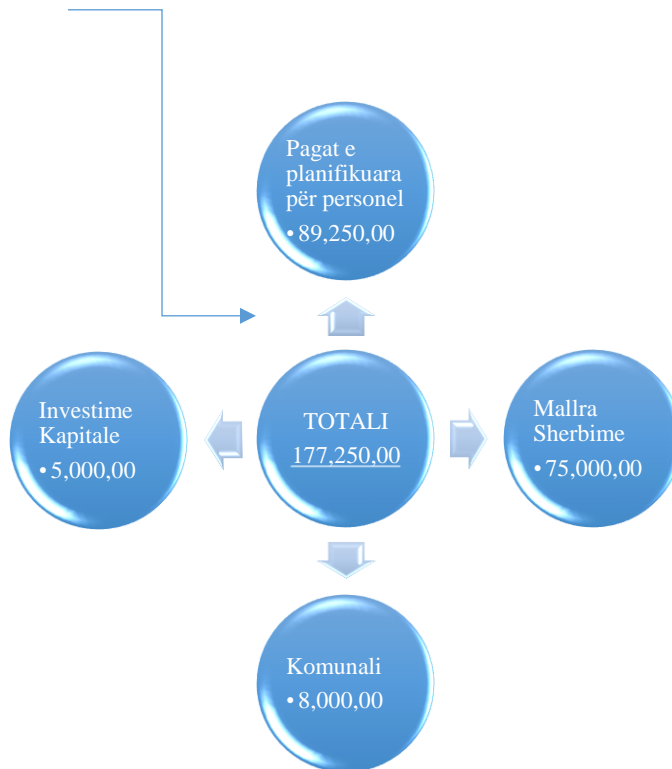 Pagat e
planifikuara
për personel
• 89,250,00
Investime
Kapitale
• 5,000,00
TOTALI
177,250,00
Mallra
Sherbime
• 75,000,00
Komunali
• 8,000,00